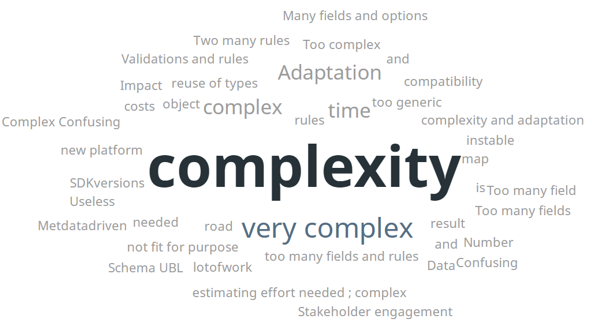 Many fields and options
Two many rules
Too complex
Validations and rules
and
Adaptation
Impact
reuse of types
compatibility
costs
object
complex
time
too generic
Complex Confusing
rules
complexity and adaptation
instable
new platform
complexity
map
SDKversions
is
Too many field
Useless
Too many fields
Metdatadriven
needed
road
very complex
result
not fit for purpose
and
Number
too many fields and rules
Schema UBL
lotofwork
Data
Confusing
estimating effort needed ; complex
Stakeholder engagement